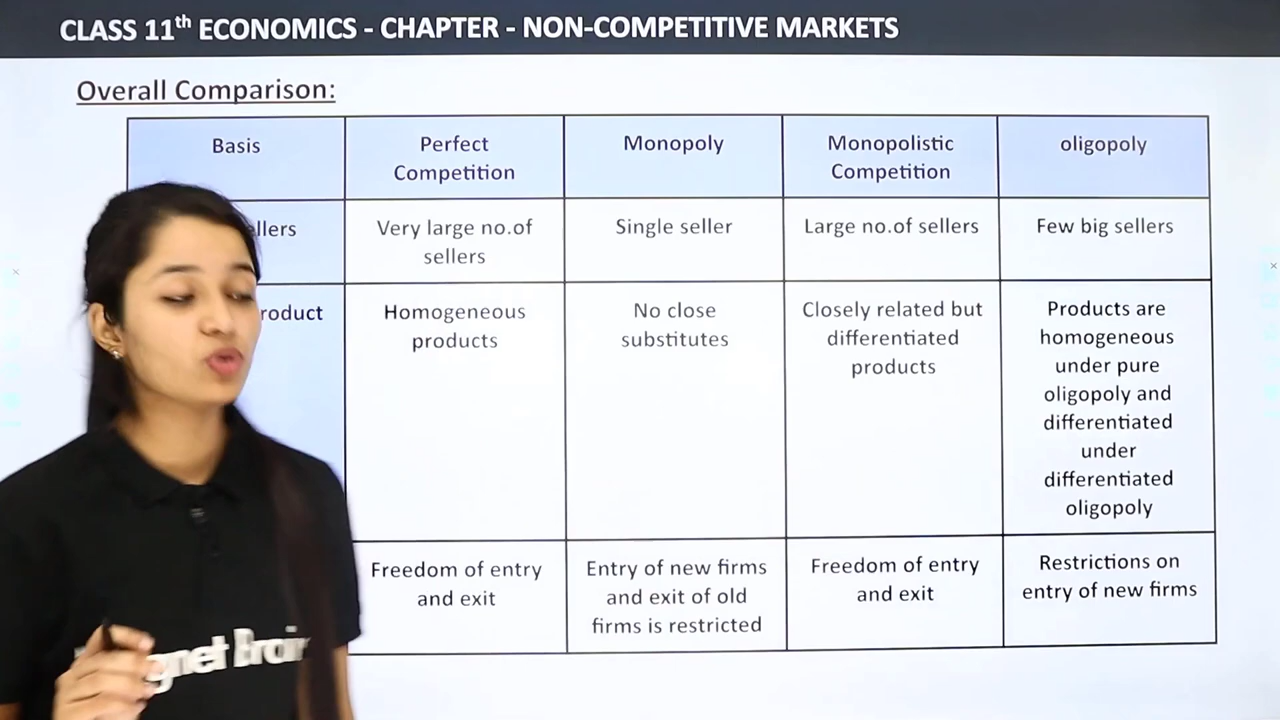 CLASS 11th ECONOMICS - CHAPTER - NON-COMPETITIVE MARKETS
Overall Comparison:
Basis
Perfect
Competition
Monopoly
Monopolistic
Competition
oligopoly
Very large no.of
sellers
Single seller
Large no.of sellers
Few big sellers
Homogeneous
products
No close
substitutes
Closely related but
differentiated
products
Products are
homogeneous
under pure
oligopoly and
differentiated
under
differentiated
oligopoly
Freedom of entry
and exit
Entry of new firms
and exit of old
firms is restricted
Freedom of entry
and exit
Restrictions on
entry of new firms